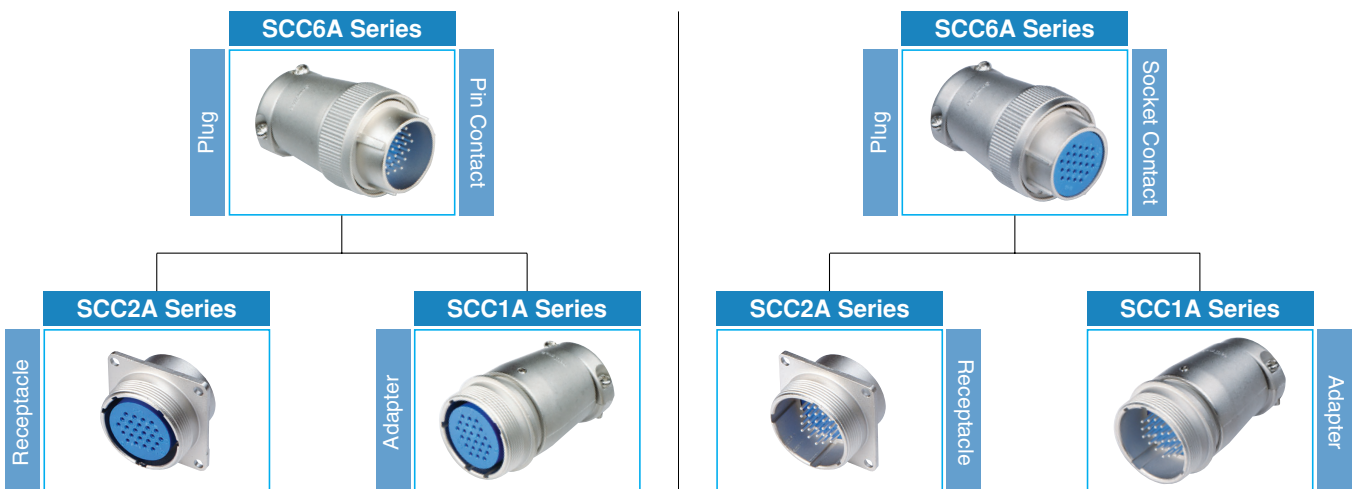 SCC6A Series
Plug
Pin Contact
SCC2A Series
Receptacle
SCC1A Series
Adapter
SCC6A Series
Plug
Socket Contact
SCC2A Series
Receptacle
SCC1A Series
Adapter